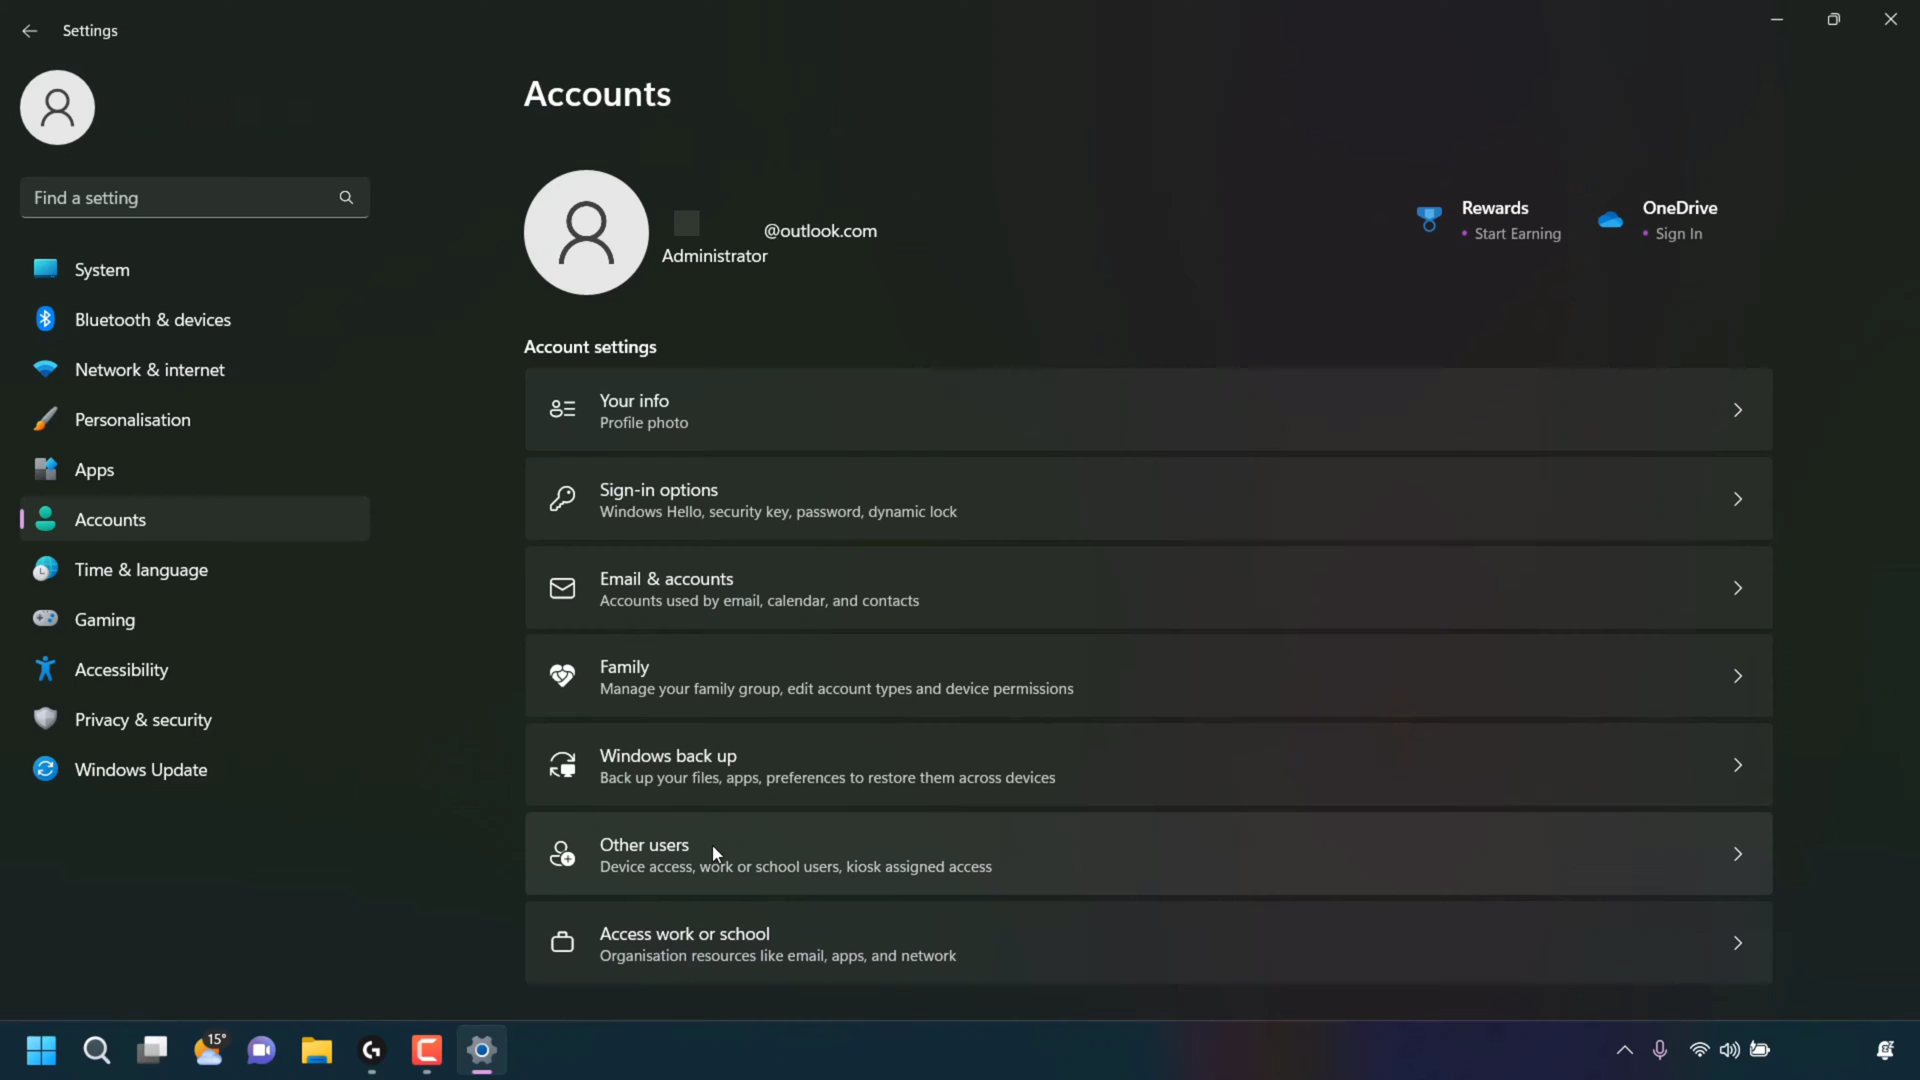 Settings
Find a setting
System
Bluetooth & devices
Network & internet
Personalisation
Apps
Accounts
Time & language
Gaming
Accessibility
Privacy & security
Windows Update
Accounts
@outlook.com
Administrator
Rewards
• Start Earning
OneDrive
• Sign In
Account settings
Your info
Profile photo
Sign-in options
Windows Hello, security key, password, dynamic lock
Email & accounts
Accounts used by email, calendar, and contacts
Family
Manage your family group, edit account types and device permissions
Windows back up
Back up your files, apps, preferences to restore them across devices
Other users
Device access, work or school users, kiosk assigned access
Access work or school
Organisation resources like email, apps, and network
15°